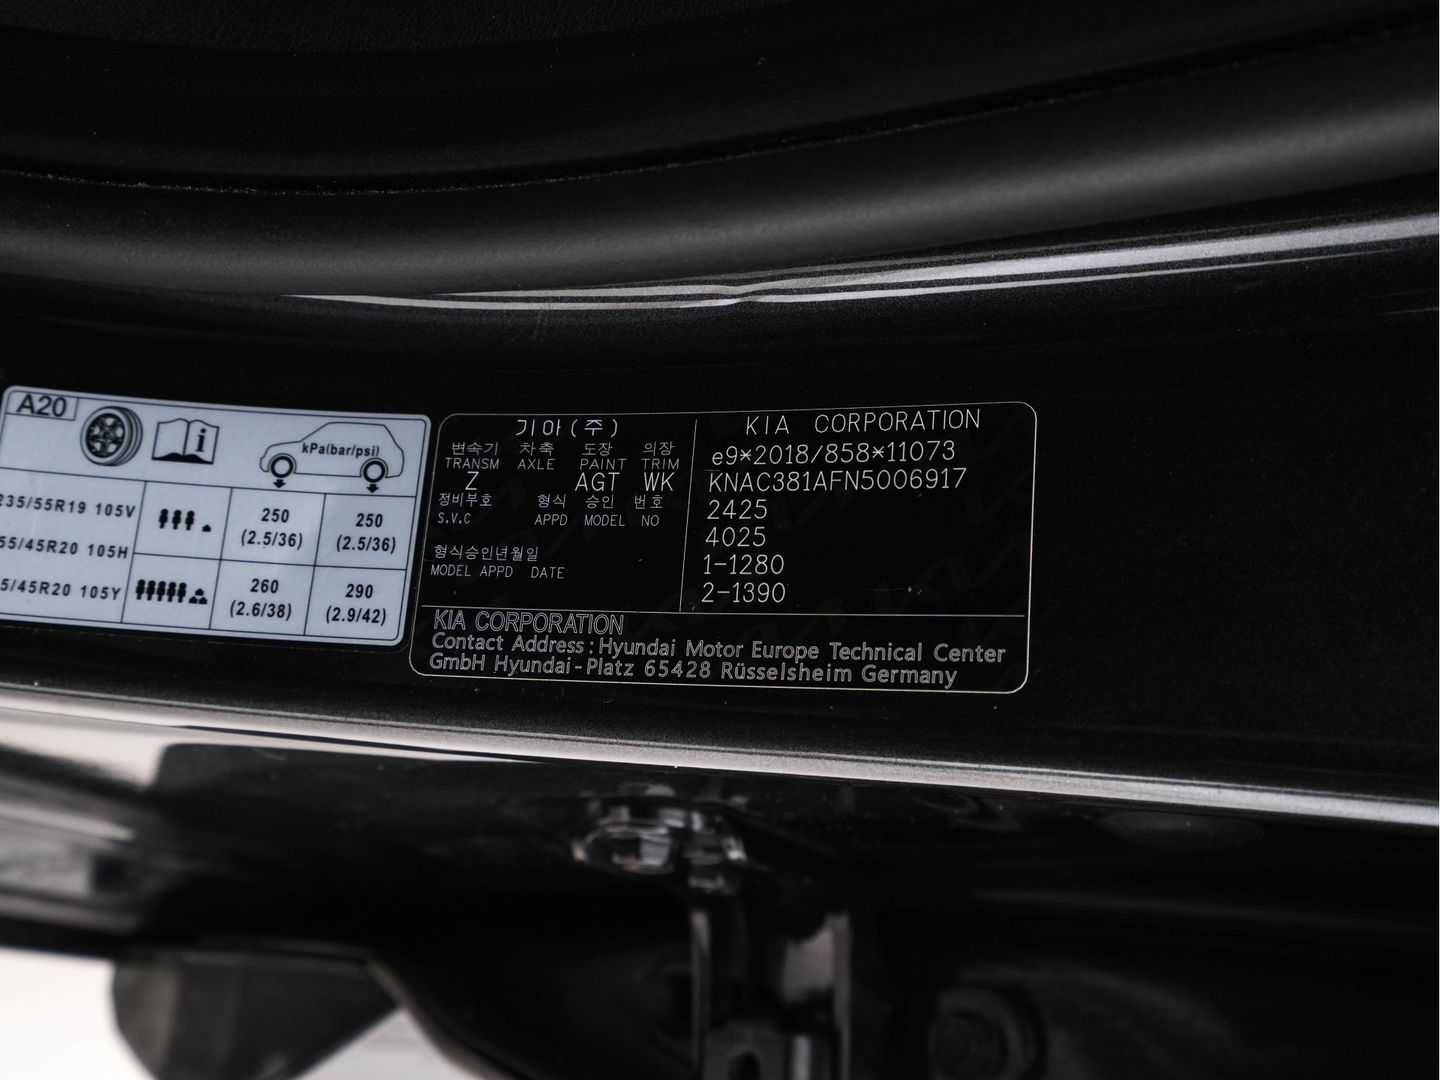 A20
i
kPa(bar/psi)
235/55R19 105V
55/45R20 105H
5/45R20 105Y
250
(2.5/36)
250
(2.5/36)
260
(2.6/38)
290
(2.9/42)
기아(주)
변속기 차축 도장 의장
TRANSM AXLE PAINT TRIM
Z AGT WK
정비부호 형식 승인 번호
S.V.C APPD MODEL NO
형식승인년월일
MODEL APPD DATE
KIA CORPORATION
e9*2018/858*11073
KNAC381AFN5006917
2425
4025
1-1280
2-1390
KIA CORPORATION
Contact Address : Hyundai Motor Europe Technical Center
GmbH Hyundai-Platz 65428 Rüsselsheim Germany